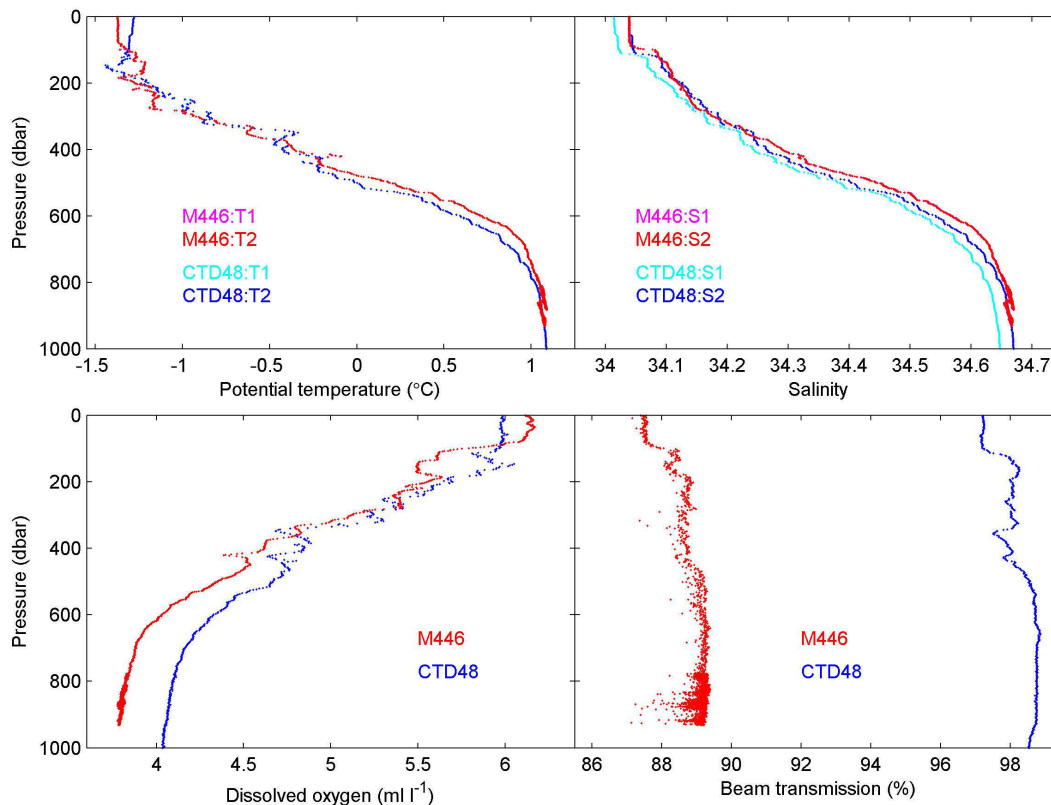 0
200
400
600
800
1000
Pressure (dbar)
M446:T1
M446:T2
CTD48:T1
CTD48:T2
-1.5 -1 -0.5 0 0.5 1
Potential temperature (°C)
M446:S1
M446:S2
CTD48:S1
CTD48:S2
34 34.1 34.2 34.3 34.4 34.5 34.6 34.7
Salinity
0
200
400
600
800
1000
Pressure (dbar)
M446
CTD48
4 4.5 5 5.5 6
Dissolved oxygen (ml l⁻¹)
M446
CTD48
86 88 90 92 94 96 98
Beam transmission (%)